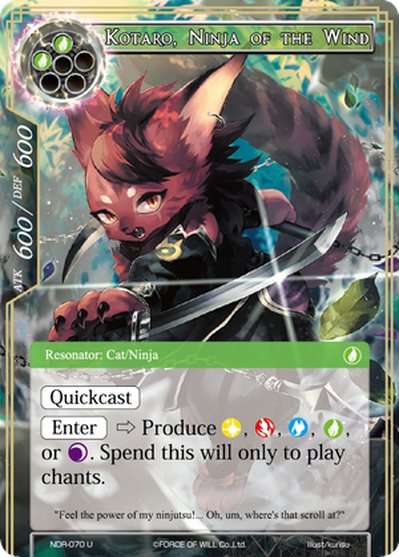 Kotaro, Ninja of the Wind
ATK 600 / DEF 600
Resonator: Cat/Ninja
Quickcast
Enter ⇨ Produce , , , ,
or . Spend this will only to play
chants.
"Feel the power of my ninjutsu!... Oh, um, where's that scroll at?"
NDR-070 U ©FORCE OF WILL Co.,Ltd. Illust/kurisu